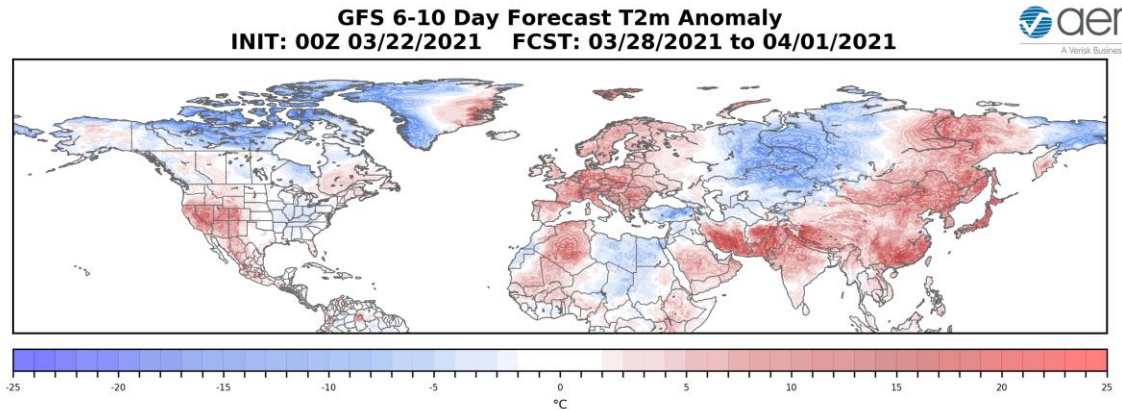 GFS 6-10 Day Forecast T2m Anomaly
INIT: 00Z 03/22/2021 FCST: 03/28/2021 to 04/01/2021
aer
A Verisk Busines
-25 -20 -15 -10 -5 0 5 10 15 20 25
°C